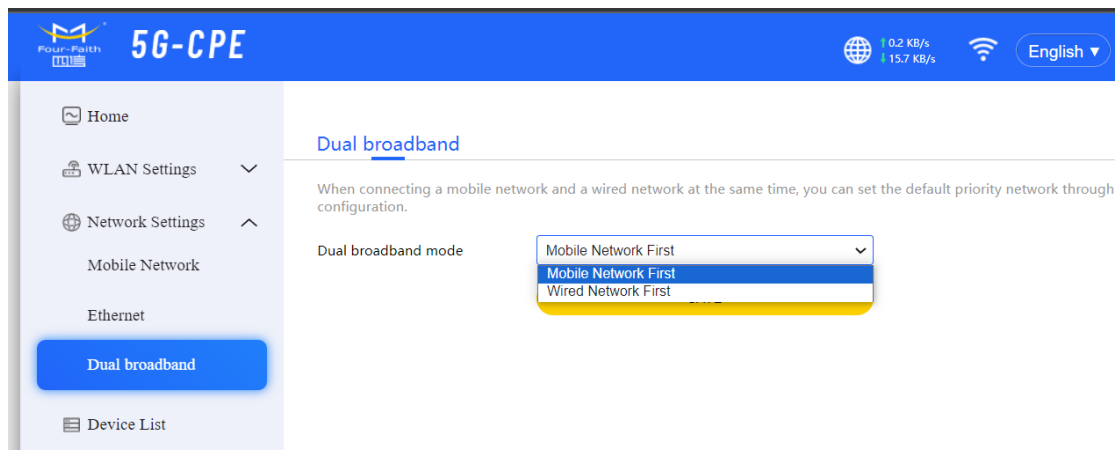 Four-Faith
四信
5G-CPE
↑0.2 KB/s
↓15.7 KB/s
English ▼
Home
WLAN Settings
Network Settings
Mobile Network
Ethernet
Dual broadband
Device List
Dual broadband
When connecting a mobile network and a wired network at the same time, you can set the default priority network through
configuration.
Dual broadband mode
Mobile Network First
Mobile Network First
Wired Network First